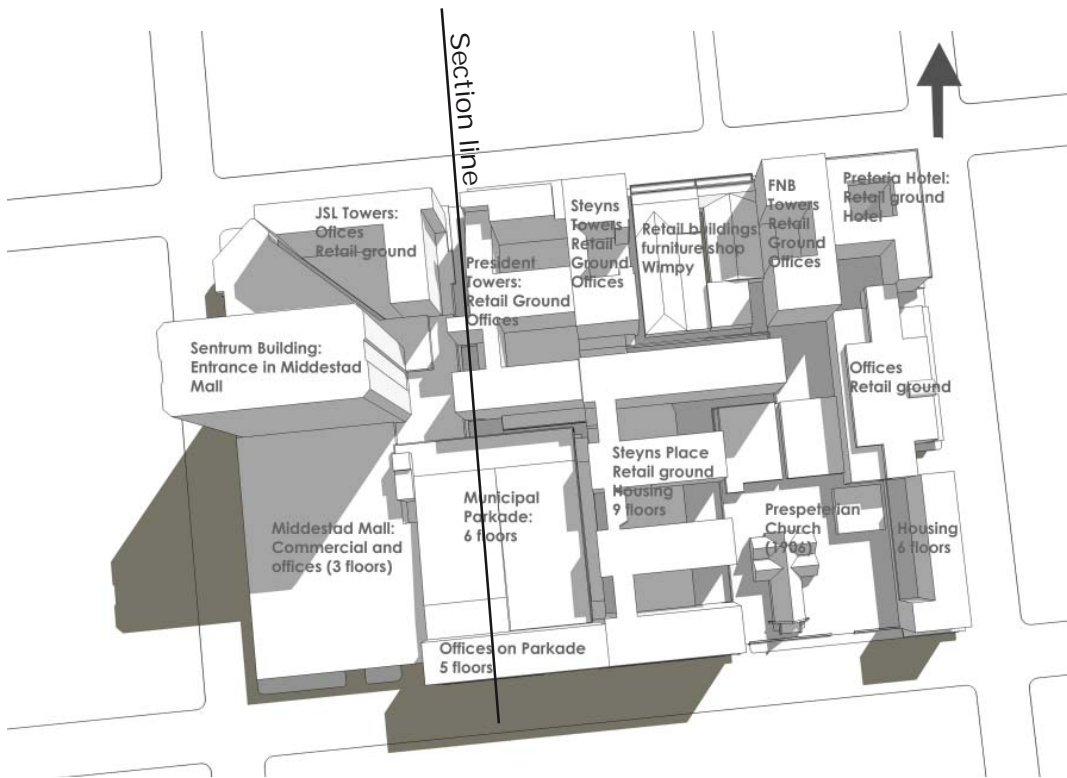 Section line
JSL Towers:
Ofices
Retail ground
President
Towers:
Retail Ground
Offices
Steyns
Towers
Retail
Ground
Offices
Retail buildings:
furniture shop
Wimpy
FNB
Towers
Retail
Ground
Offices
Pretoria Hotel:
Retail ground
Hotel
Sentrum Building:
Entrance in Middestad
Mall
Offices
Retail ground
Middestad Mall:
Commercial and
offices (3 floors)
Municipal
Parkade:
6 floors
Steyns Place
Retail ground
Housing
9 floors
Prespeterian
Church
(1906)
Housing
6 floors
Offices on Parkade
5 floors